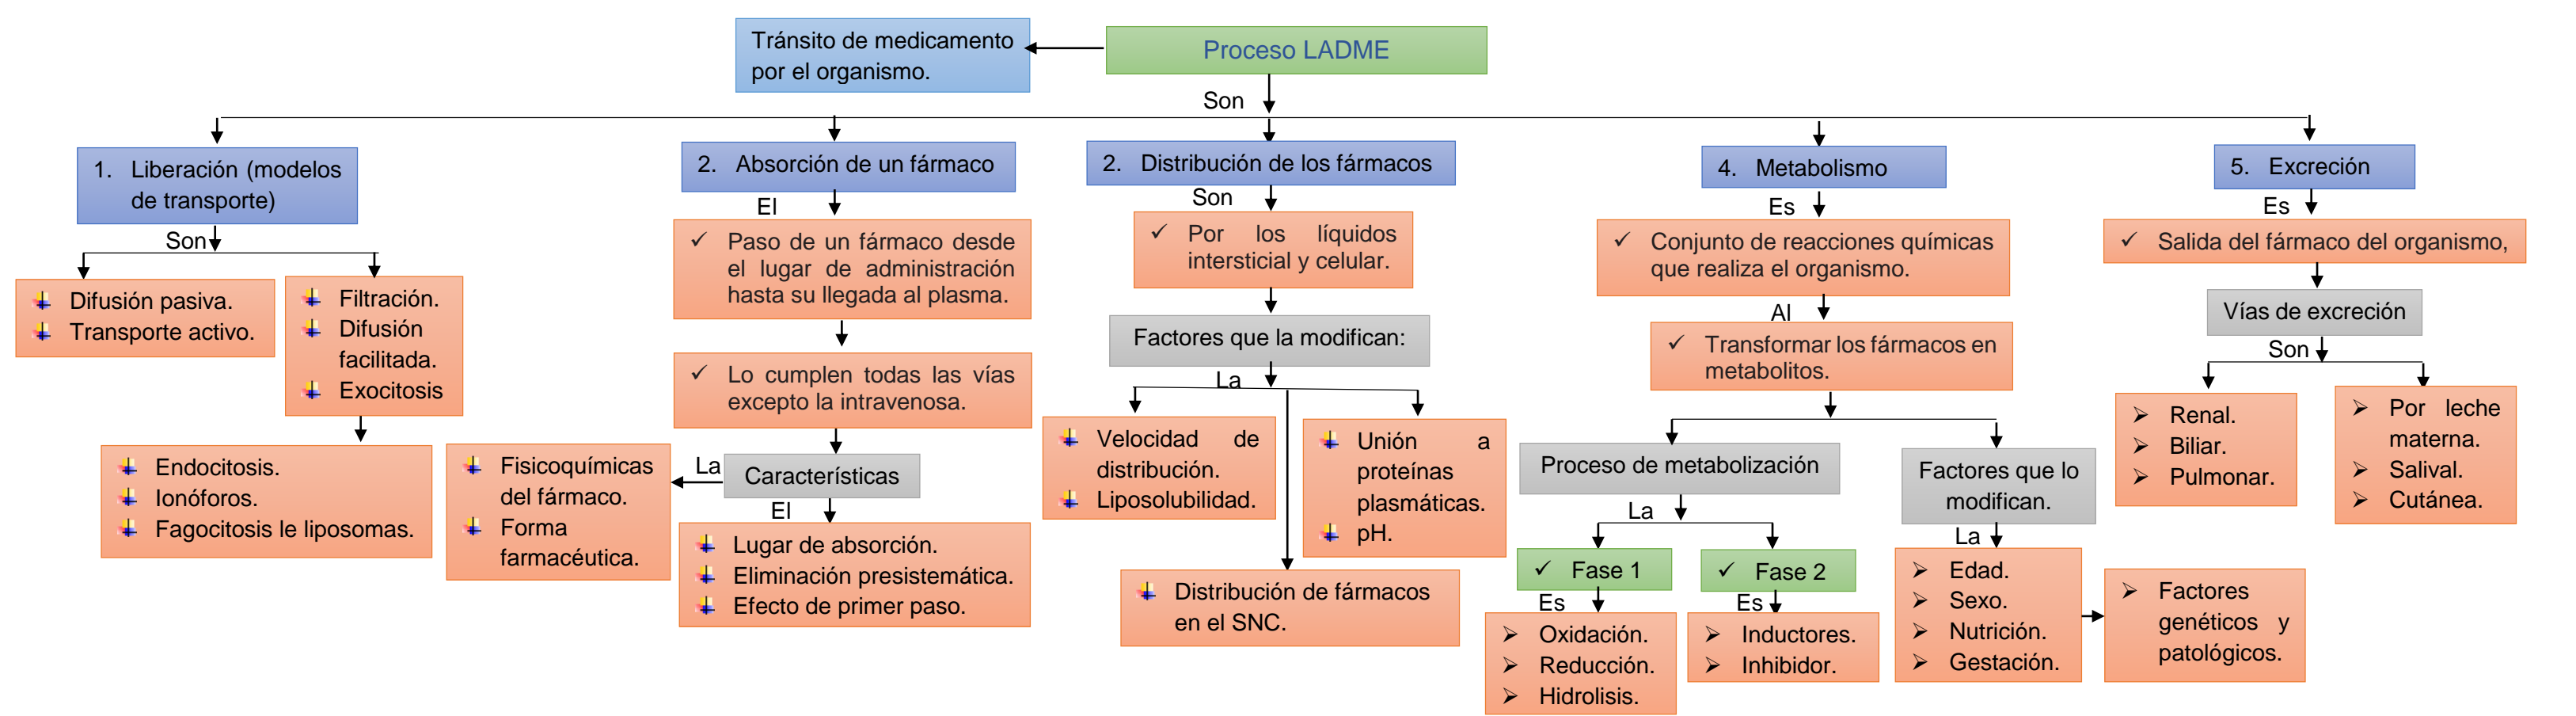 Tránsito de medicamento
por el organismo.
Proceso LADME
Son
1. Liberación (modelos
de transporte)
Son
Difusión pasiva.
Transporte activo.
Filtración.
Difusión
facilitada.
Exocitosis
Endocitosis.
Ionóforos.
Fagocitosis le liposomas.
2. Absorción de un fármaco
El
✓ Paso de un fármaco desde
el lugar de administración
hasta su llegada al plasma.
✓ Lo cumplen todas las vías
excepto la intravenosa.
Características
La
Fisicoquímicas
del fármaco.
Forma
farmacéutica.
El
Lugar de absorción.
Eliminación presistemática.
Efecto de primer paso.
2. Distribución de los fármacos
Son
✓ Por los líquidos
intersticial y celular.
Factores que la modifican:
La
Velocidad de
distribución.
Liposolubilidad.
Unión a
proteínas
plasmáticas.
pH.
Distribución de fármacos
en el SNC.
4. Metabolismo
Es
✓ Conjunto de reacciones químicas
que realiza el organismo.
Al
✓ Transformar los fármacos en
metabolitos.
Proceso de metabolización
La
✓ Fase 1
Es
➢ Oxidación.
➢ Reducción.
➢ Hidrolisis.
✓ Fase 2
Es
➢ Inductores.
➢ Inhibidor.
Factores que lo
modifican.
La
➢ Edad.
➢ Sexo.
➢ Nutrición.
➢ Gestación.
➢ Factores
genéticos y
patológicos.
5. Excreción
Es
✓ Salida del fármaco del organismo,
Vías de excreción
Son
➢ Renal.
➢ Biliar.
➢ Pulmonar.
➢ Por leche
materna.
➢ Salival.
➢ Cutánea.